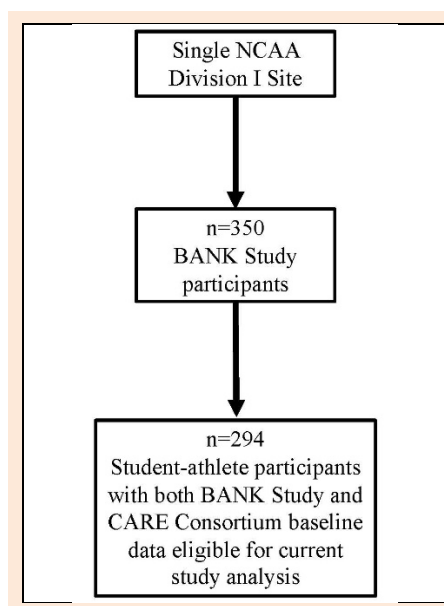 Single NCAA
Division I Site
n=350
BANK Study
participants
n=294
Student-athlete participants
with both BANK Study and
CARE Consortium baseline
data eligible for current
study analysis